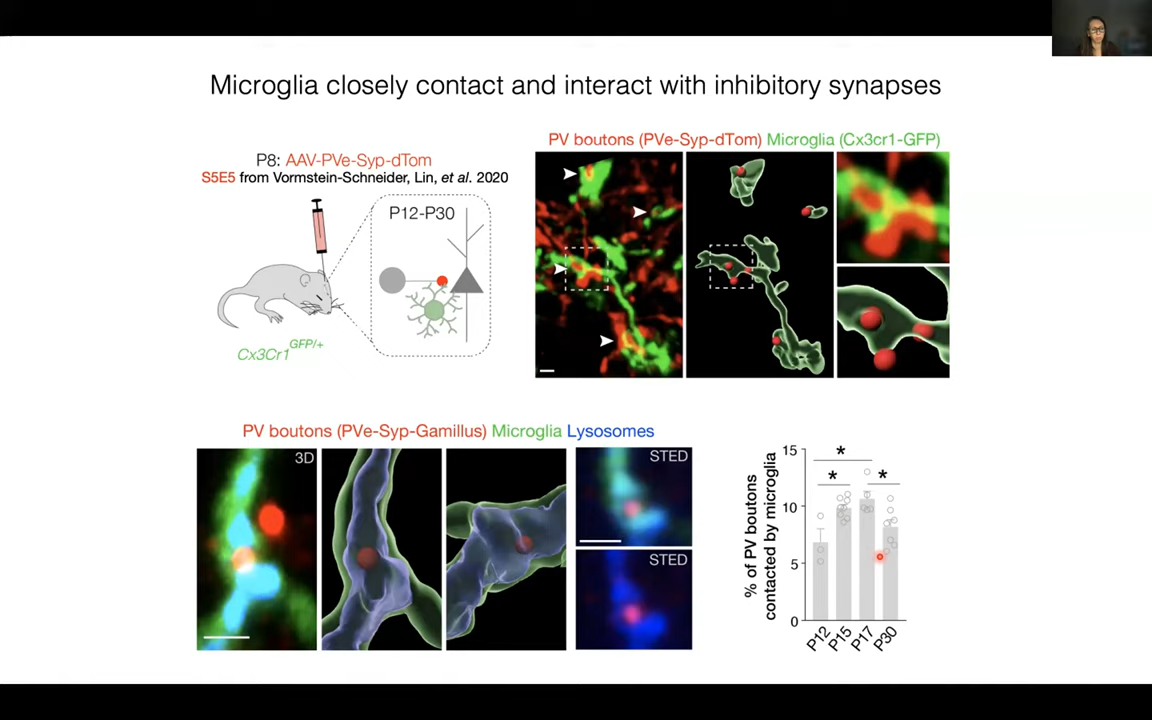 Microglia closely contact and interact with inhibitory synapses
P8: AAV-PVe-Syp-dTom
S5E5 from Vormstein-Schneider, Lin, et al. 2020
P12-P30
Cx3Cr1GFP/+
PV boutons (PVe-Syp-dTom) Microglia (Cx3cr1-GFP)
PV boutons (PVe-Syp-Gamillus) Microglia Lysosomes
3D
STED
STED
% of PV boutons
contacted by microglia
15
10
5
0
*
*
*
P12
P15
P17
P30